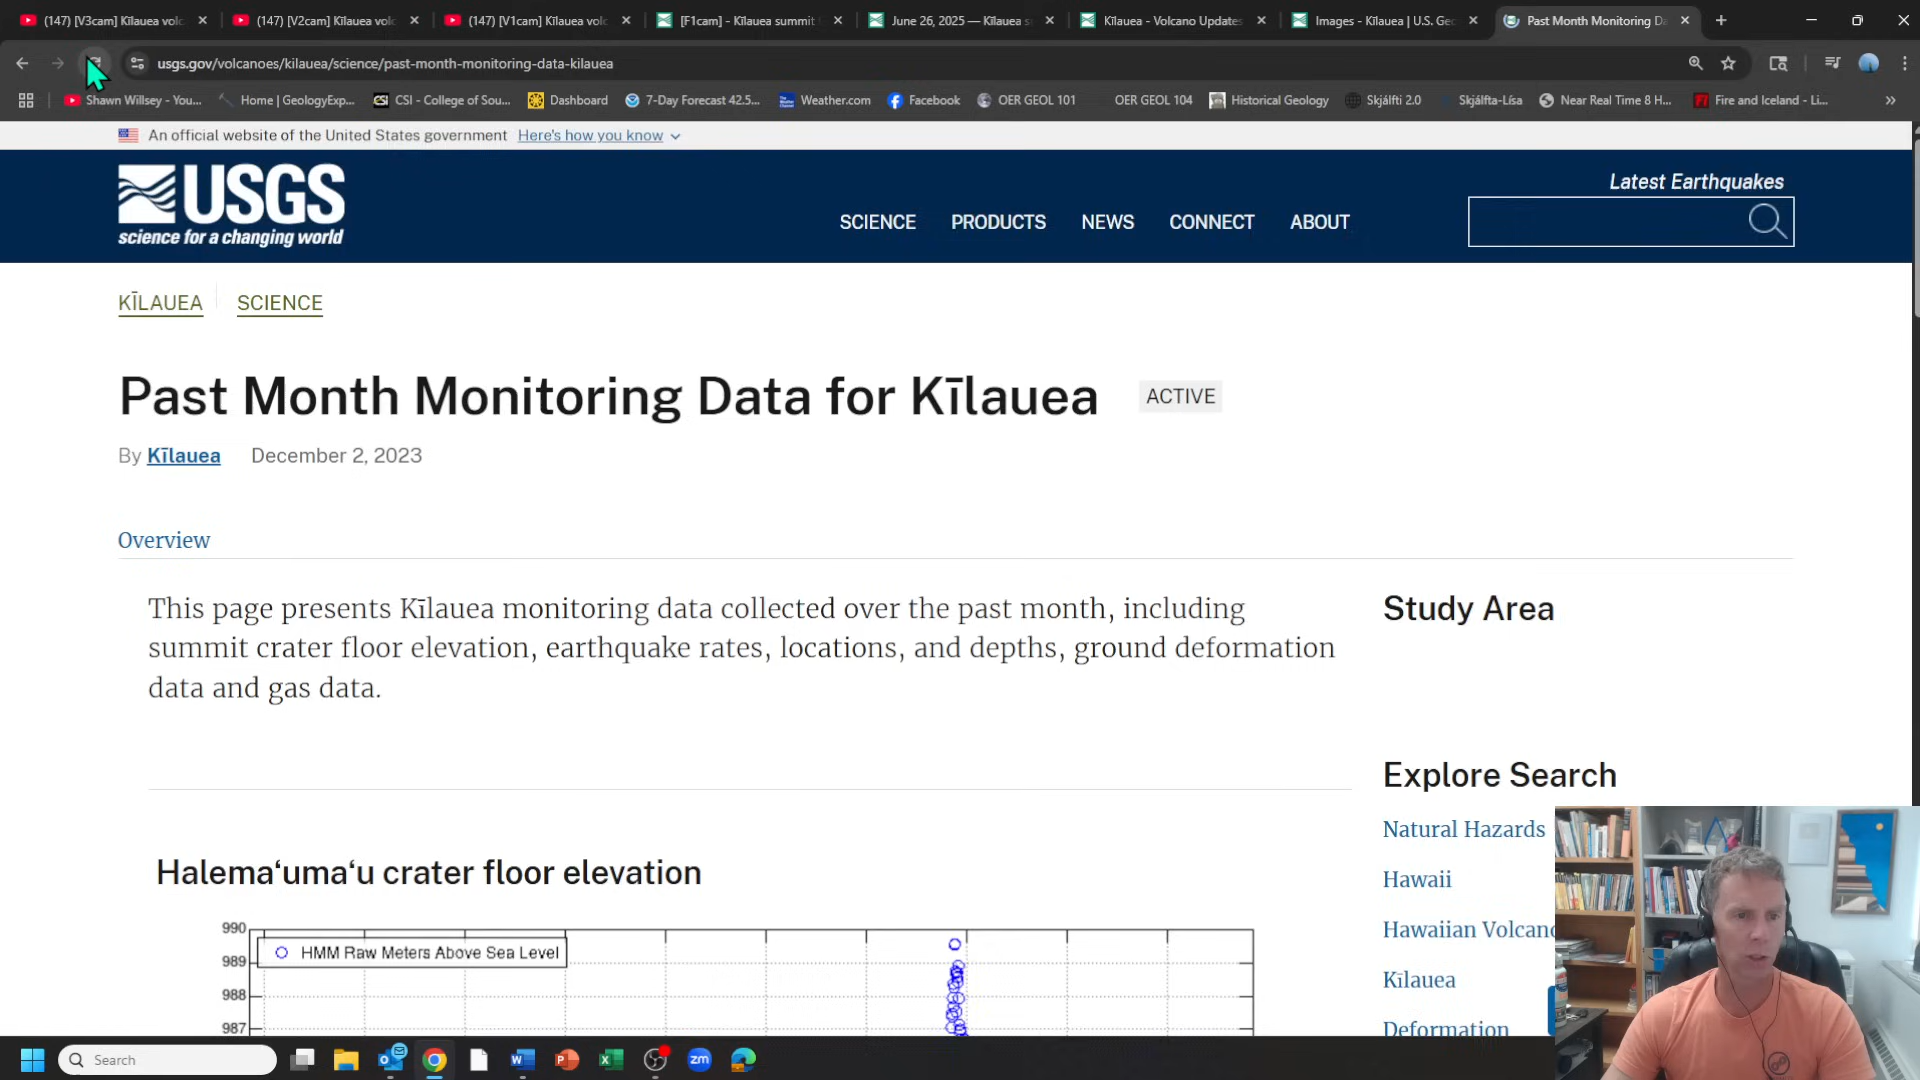 (147) [V3cam] Kīlauea volc
(147) [V2cam] Kīlauea volc
(147) [V1cam] Kīlauea volc
[F1cam] - Kīlauea summit
June 26, 2025 — Kīlauea s
Kīlauea - Volcano Updates
Images - Kīlauea | U.S. Geo
Past Month Monitoring Da
usgs.gov/volcanoes/kilauea/science/past-month-monitoring-data-kilauea
Shawn Willsey - You...
Home | GeologyExp...
CSI - College of Sou...
Dashboard
7-Day Forecast 42.5...
Weather.com
Facebook
OER GEOL 101
OER GEOL 104
Historical Geology
Skjálfti 2.0
Skjálfta-Lísa
Near Real Time 8 H...
Fire and Iceland - Li...
An official website of the United States government Here's how you know
USGS
science for a changing world
SCIENCE PRODUCTS NEWS CONNECT ABOUT
Latest Earthquakes
KĪLAUEA SCIENCE
Past Month Monitoring Data for Kīlauea ACTIVE
By Kīlauea December 2, 2023
Overview
This page presents Kīlauea monitoring data collected over the past month, including
summit crater floor elevation, earthquake rates, locations, and depths, ground deformation
data and gas data.
Study Area
Explore Search
Natural Hazards
Hawaii
Hawaiian Volcano
Kīlauea
Deformation
Halemaʻumaʻu crater floor elevation
990
989
988
987
HMM Raw Meters Above Sea Level
Search